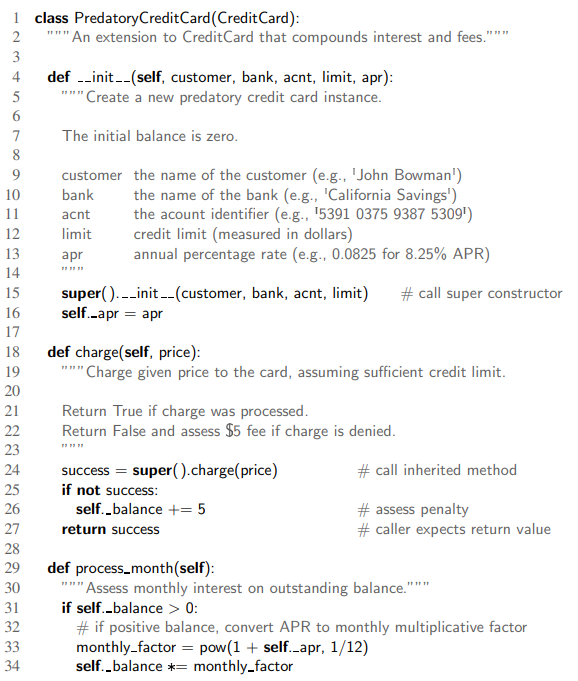 1 class PredatoryCreditCard(CreditCard):
2 """An extension to CreditCard that compounds interest and fees."""
3
4 def __init__(self, customer, bank, acnt, limit, apr):
5 """Create a new predatory credit card instance.
6
7 The initial balance is zero.
8
9 customer the name of the customer (e.g., 'John Bowman')
10 bank the name of the bank (e.g., 'California Savings')
11 acnt the acount identifier (e.g., '5391 0375 9387 5309')
12 limit credit limit (measured in dollars)
13 apr annual percentage rate (e.g., 0.0825 for 8.25% APR)
14 """
15 super().__init__(customer, bank, acnt, limit) # call super constructor
16 self._apr = apr
17
18 def charge(self, price):
19 """Charge given price to the card, assuming sufficient credit limit.
20
21 Return True if charge was processed.
22 Return False and assess $5 fee if charge is denied.
23 """
24 success = super().charge(price) # call inherited method
25 if not success:
26 self._balance += 5 # assess penalty
27 return success # caller expects return value
28
29 def process_month(self):
30 """Assess monthly interest on outstanding balance."""
31 if self._balance > 0:
32 # if positive balance, convert APR to monthly multiplicative factor
33 monthly_factor = pow(1 + self._apr, 1/12)
34 self._balance *= monthly_factor